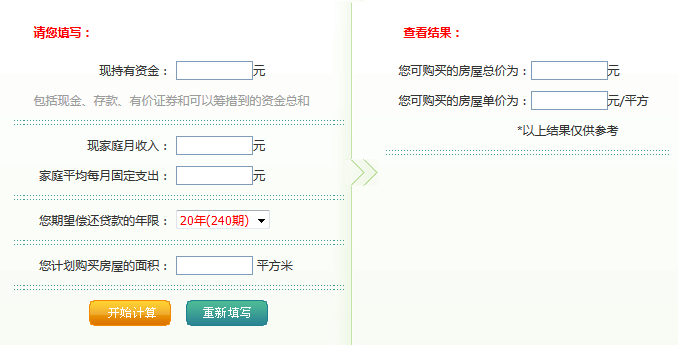 请您填写：
现持有资金：元
包括现金、存款、有价证券和可以筹措到的资金总和
现家庭月收入：元
家庭平均每月固定支出：元
您期望偿还贷款的年限：20年(240期)
您计划购买房屋的面积：平方米
开始计算 重新填写
查看结果：
您可购买的房屋总价为：元
您可购买的房屋单价为：元/平方
*以上结果仅供参考